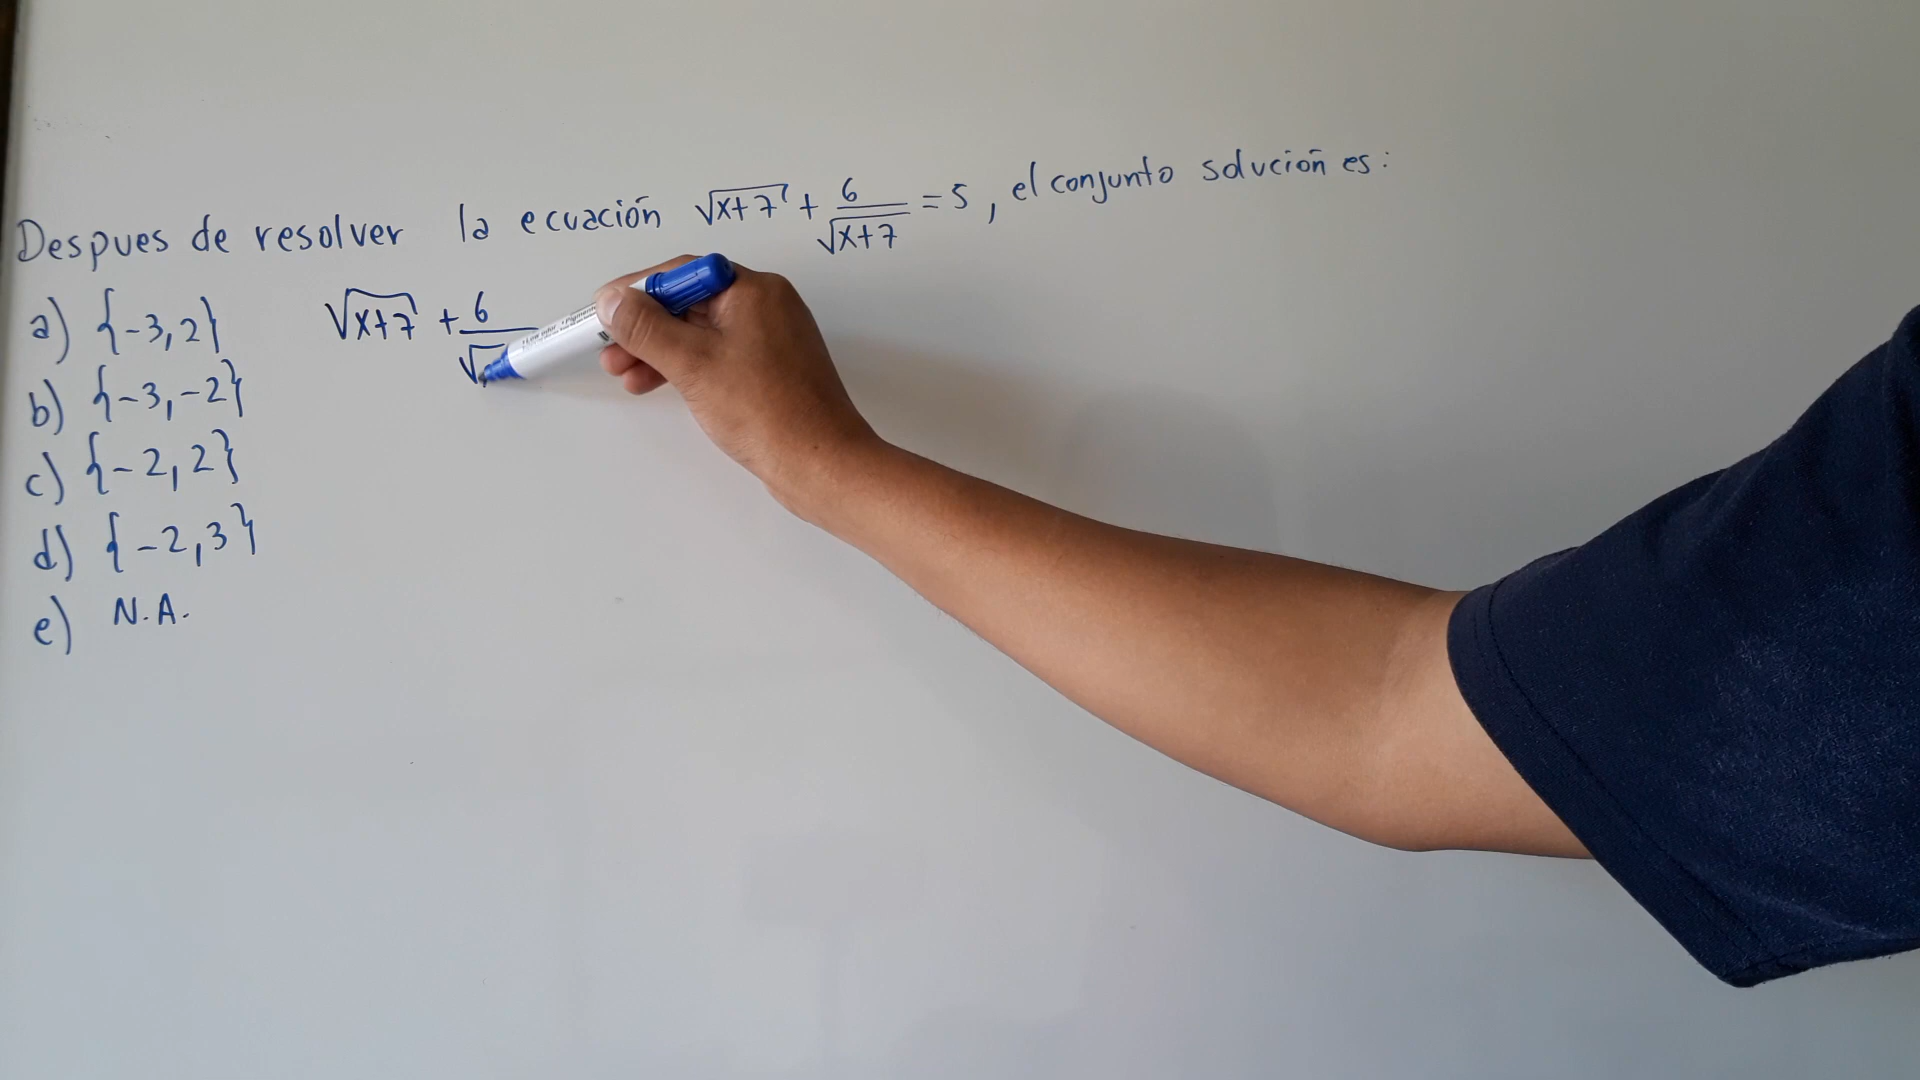 Despues de resolver la ecuación √x+7 + 6/√x+7 = 5, el conjunto solución es:
a) {-3,2}
b) {-3,-2}
c) {-2,2}
d) {-2,3}
e) N.A.
√x+7 + 6/√